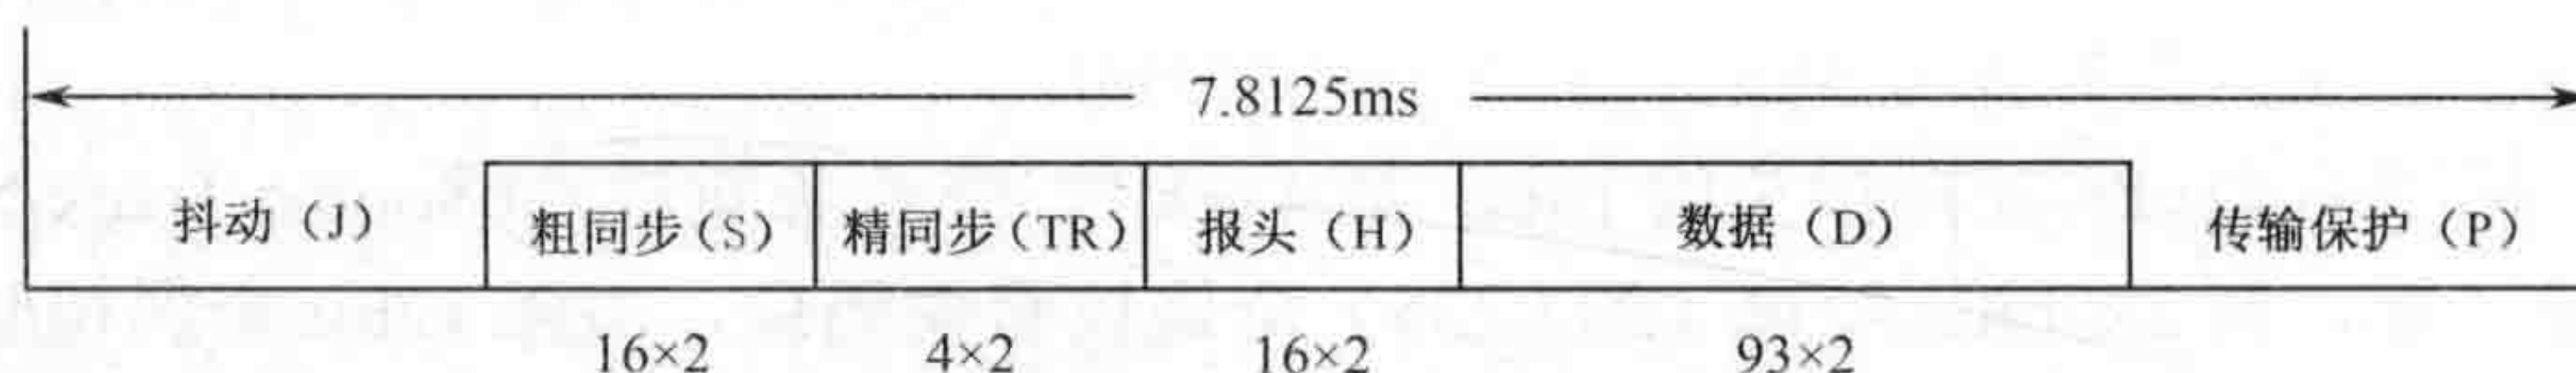 7.8125ms
抖动（J） 粗同步（S） 精同步（TR） 报头（H） 数据（D） 传输保护（P）
16×2 4×2 16×2 93×2